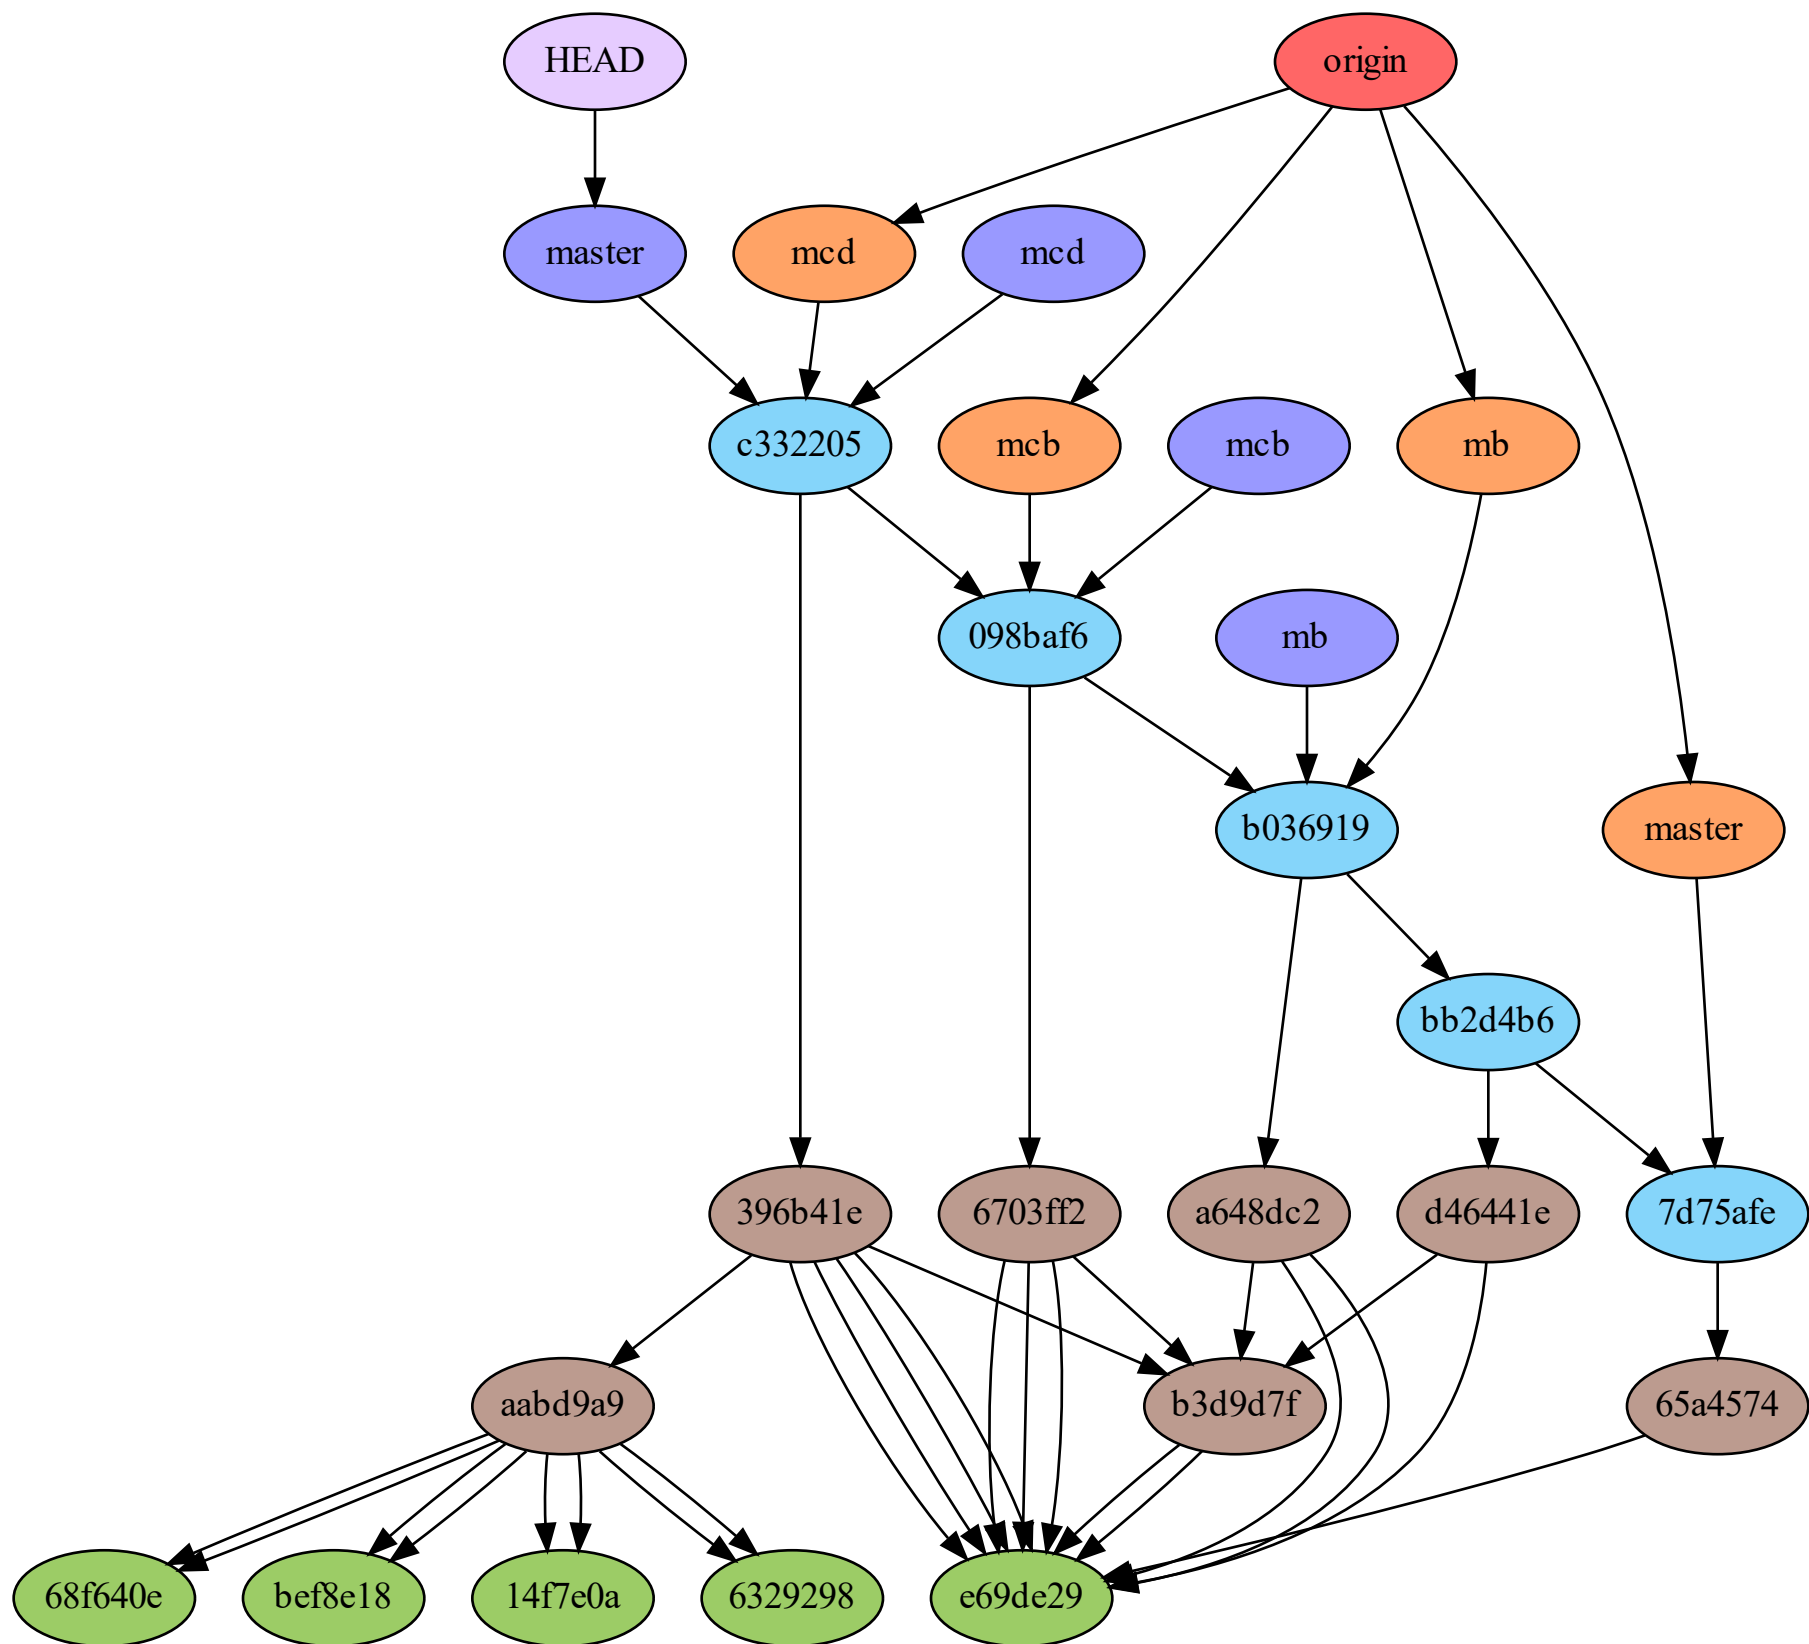 HEAD
origin
master
mcd
mcd
c332205
mcb
mcb
mb
098baf6
mb
b036919
master
bb2d4b6
396b41e
6703ff2
a648dc2
d46441e
7d75afe
aabd9a9
b3d9d7f
65a4574
68f640e
bef8e18
14f7e0a
6329298
e69de29